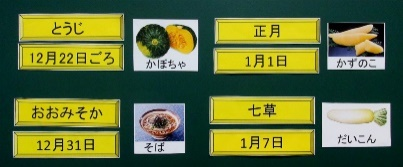 とうじ
12月22日ごろ
かぼちゃ
正月
1月1日
かずのこ
おおみそか
12月31日
そば
七草
1月7日
だいこん